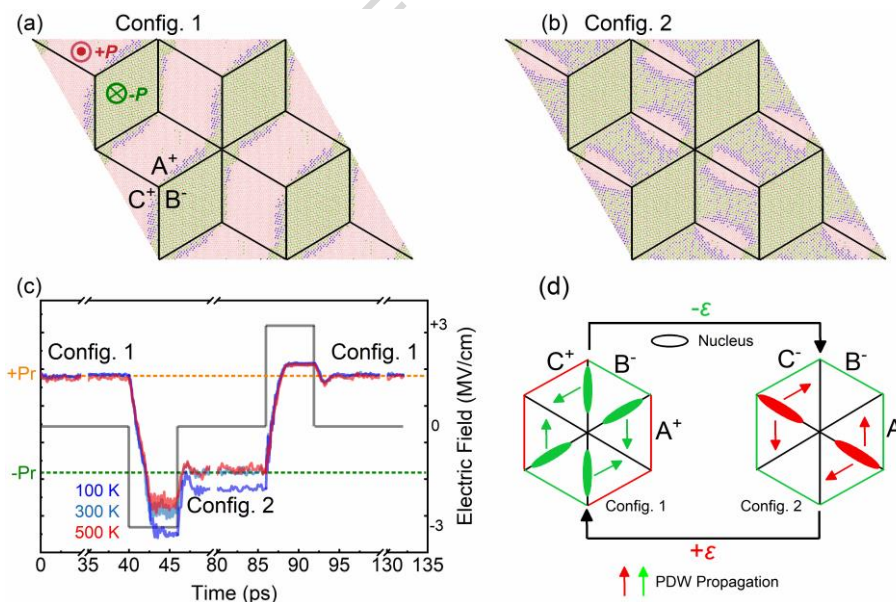 (a) Config. 1
+P
-P
A+
C+ B-
(b) Config. 2
(c)
Config. 1
Config. 1
+Pr
-Pr
100 K
300 K
500 K
Config. 2
+3
0
-3
Electric Field (MV/cm)
0 35 40 45 80 85 90 95 130 135
Time (ps)
(d)
-ε
Nucleus
C+ B-
A+
Config. 1
C- B-
A
Config. 2
+ε
PDW Propagation